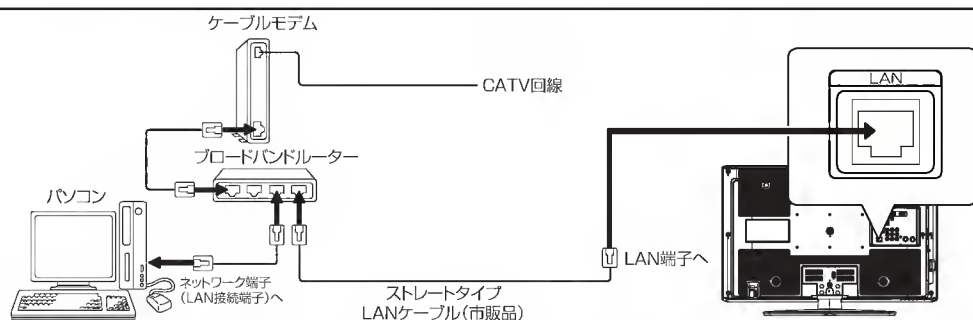 ケーブルモデム
CATV回線
LAN
ブロードバンドルーター
パソコン
LAN端子へ
ネットワーク端子
(LAN接続端子)へ
ストレートタイプ
LANケーブル(市販品)